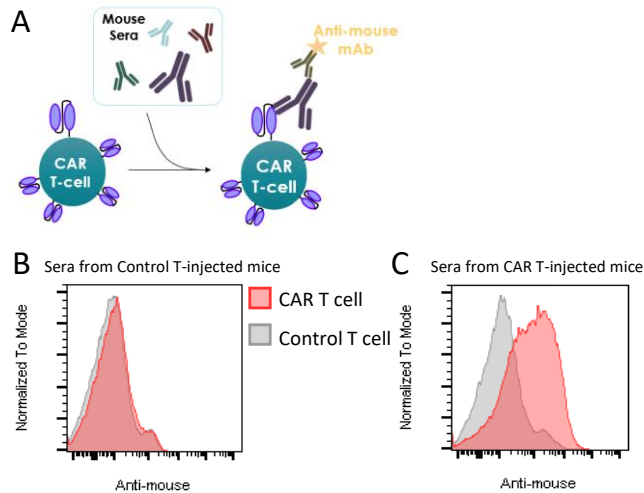 A
Mouse
Sera
Anti-mouse
mAb
CAR
T-cell
CAR
T-cell
B
Sera from Control T-injected mice
CAR T cell
Control T cell
C
Sera from CAR T-injected mice
Normalized To Mode
Anti-mouse
Normalized To Mode
Anti-mouse